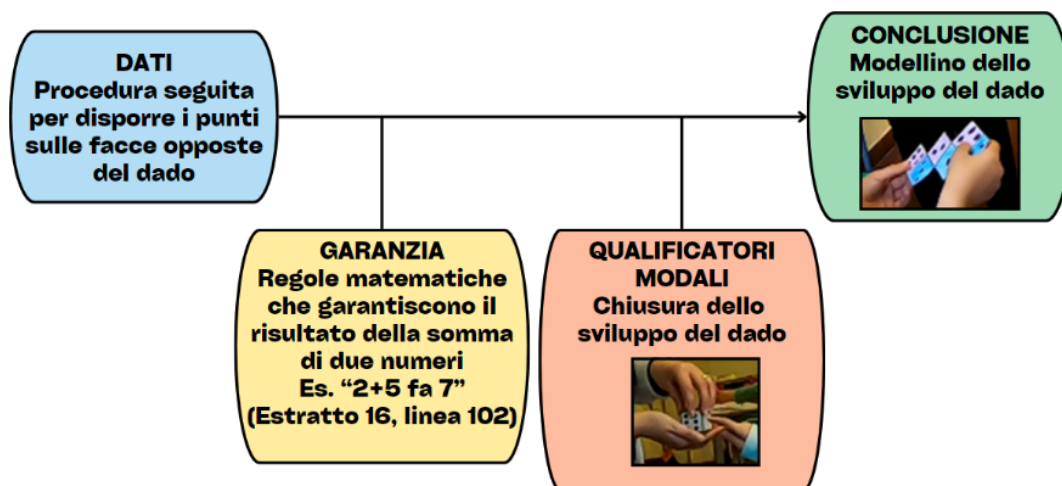 DATI
Procedura seguita
per disporre i punti
sulle facce opposte
del dado
CONCLUSIONE
Modellino dello
sviluppo del dado
GARANZIA
Regole matematiche
che garantiscono il
risultato della somma
di due numeri
Es. “2+5 fa 7”
(Estratto 16, linea 102)
QUALIFICATORI
MODALI
Chiusura dello
sviluppo del dado